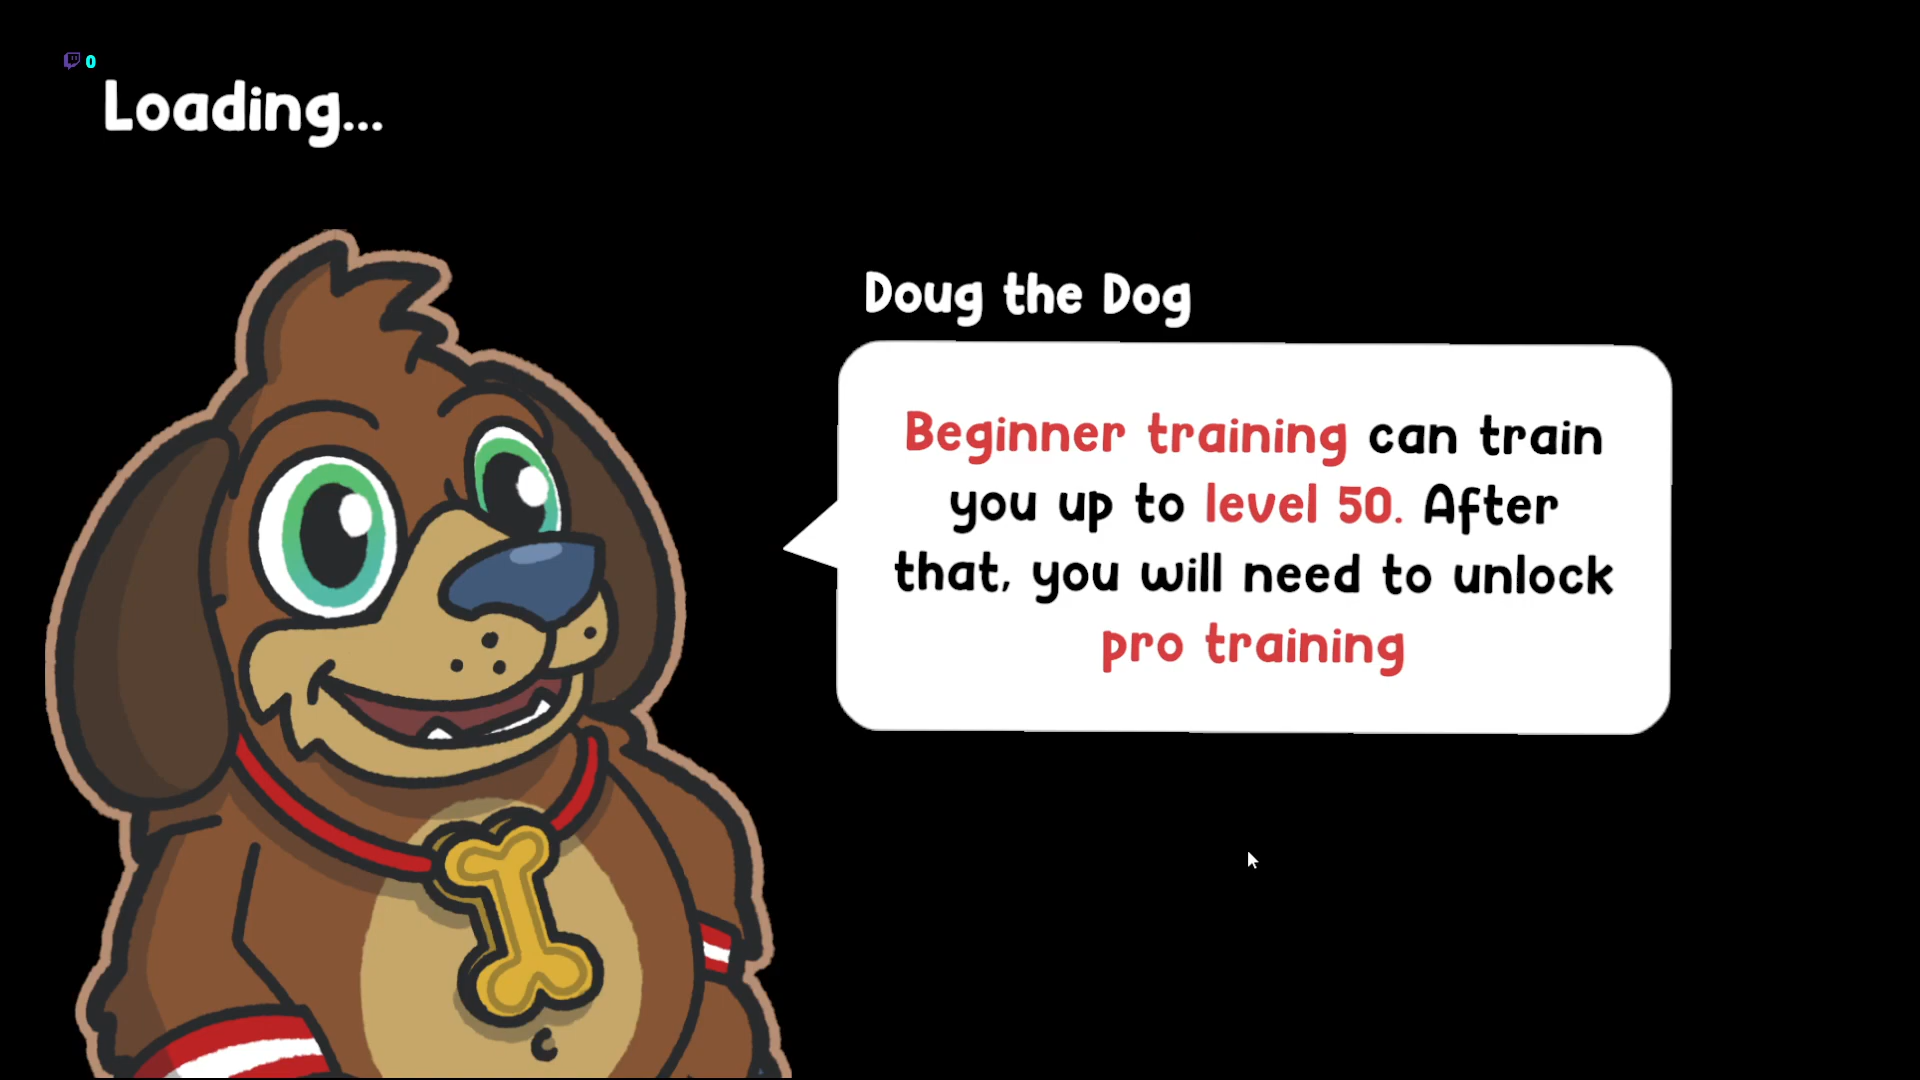 0
Loading...
Doug the Dog
Beginner training can train
you up to level 50. After
that, you will need to unlock
pro training